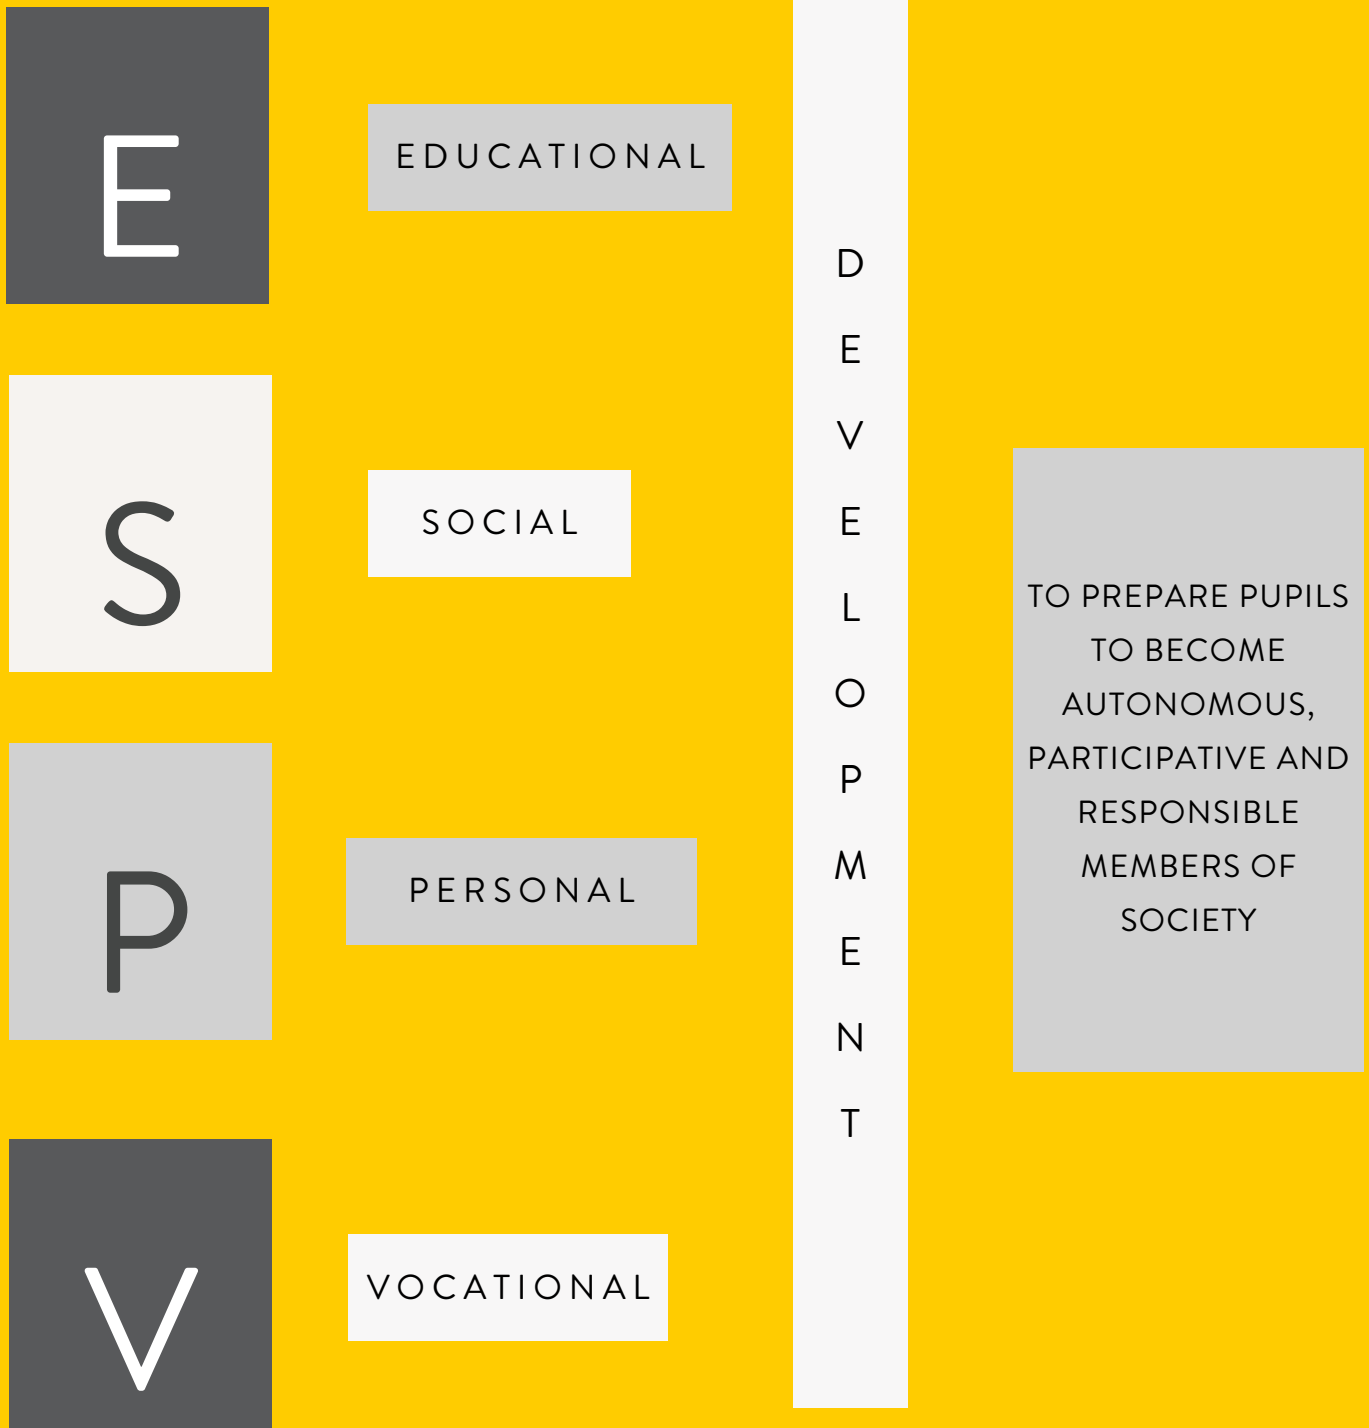 E
EDUCATIONAL
S
SOCIAL
P
PERSONAL
V
VOCATIONAL
D
E
V
E
L
O
P
M
E
N
T
TO PREPARE PUPILS
TO BECOME
AUTONOMOUS,
PARTICIPATIVE AND
RESPONSIBLE
MEMBERS OF
SOCIETY